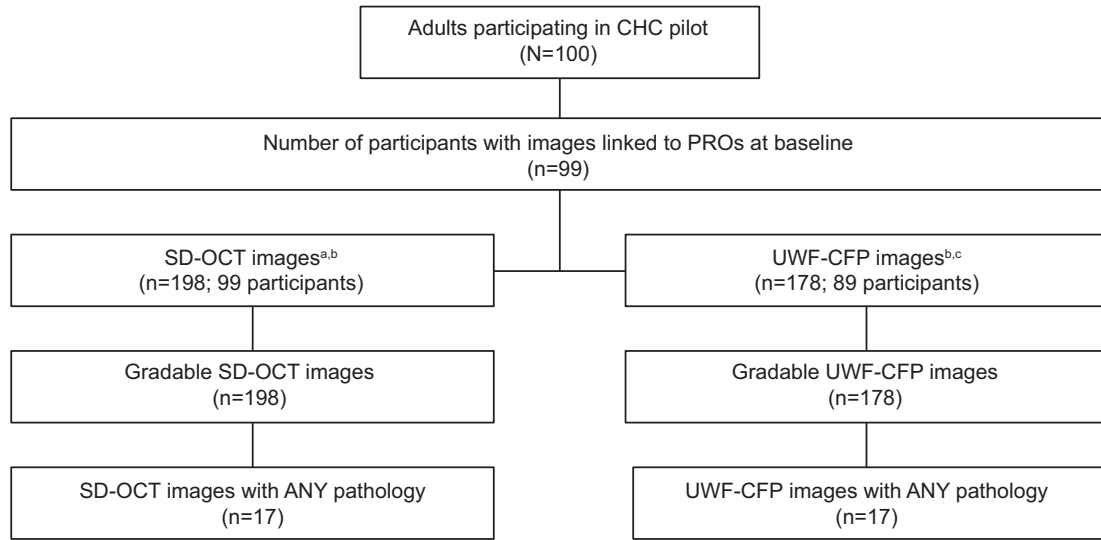 Adults participating in CHC pilot
(N=100)
Number of participants with images linked to PROs at baseline
(n=99)
SD-OCT imagesa,b
(n=198; 99 participants)
UWF-CFP imagesb,c
(n=178; 89 participants)
Gradable SD-OCT images
(n=198)
Gradable UWF-CFP images
(n=178)
SD-OCT images with ANY pathology
(n=17)
UWF-CFP images with ANY pathology
(n=17)